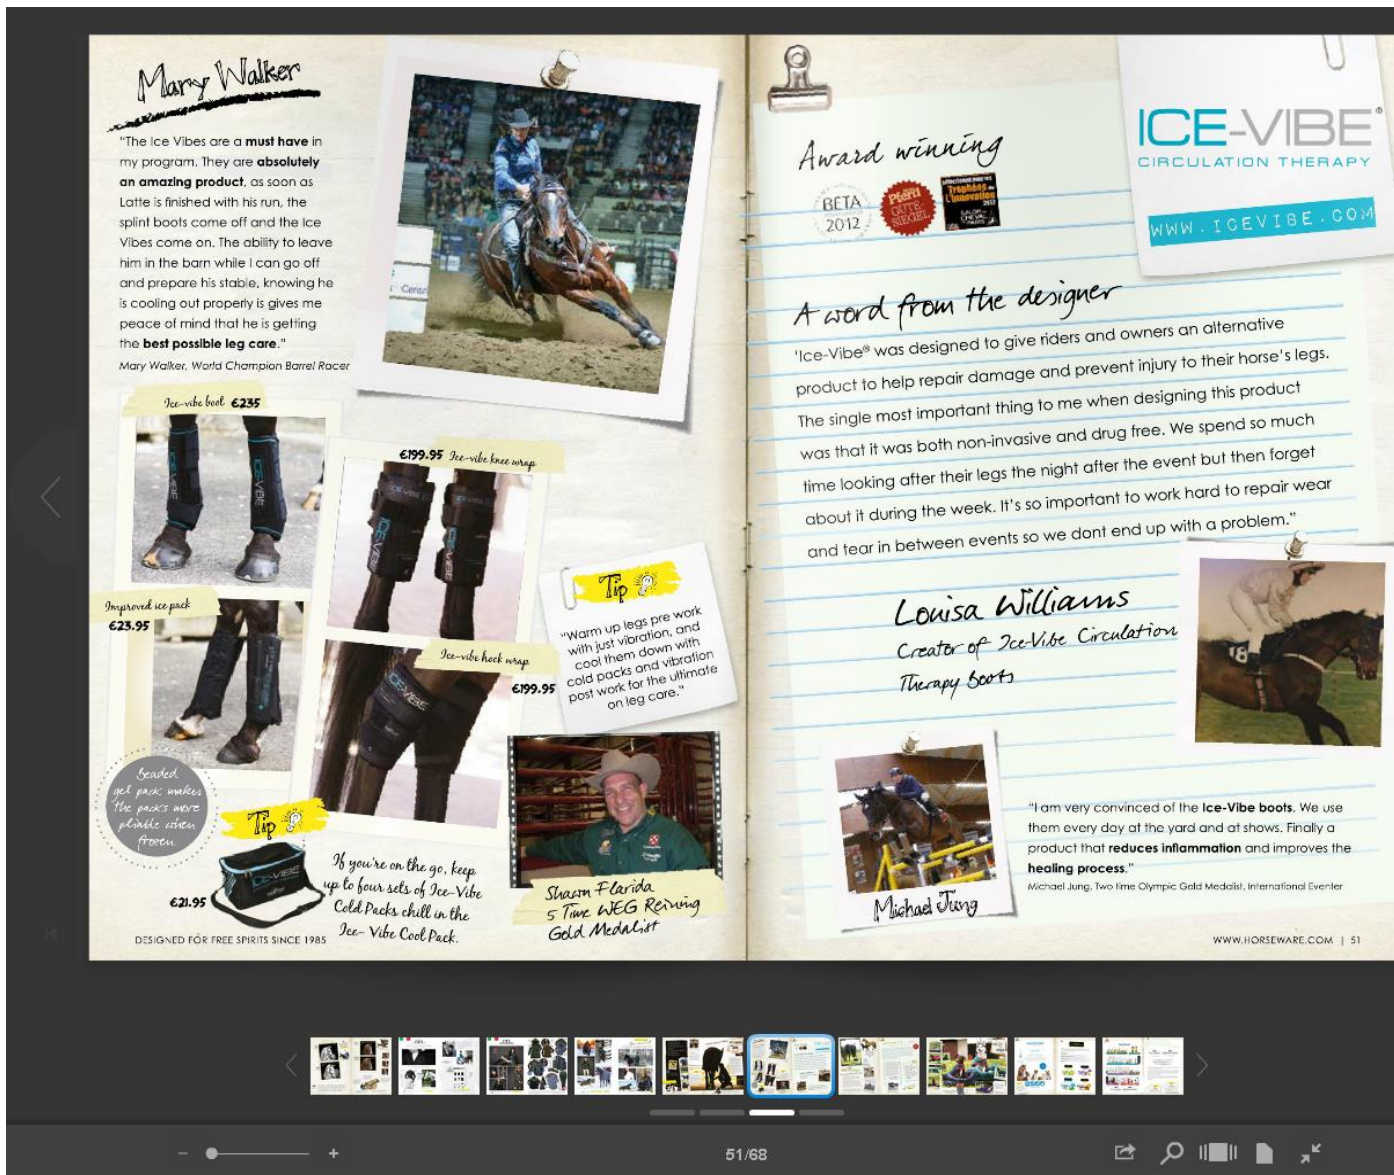 Mary Walker
"The Ice Vibes are a must have in
my program. They are absolutely
an amazing product, as soon as
Latte is finished with his run, the
splint boots come off and the Ice
Vibes come on. The ability to leave
him in the barn while I can go off
and prepare his stable, knowing he
is cooling out properly is gives me
peace of mind that he is getting
the best possible leg care."
Mary Walker, World Champion Barrel Racer
Ice-vibe boot €235
€199.95 Ice-vibe knee wrap
ICE-VIBE
ICE-VIBE
Improved ice pack
€23.95
Ice-vibe hock wrap
€199.95
ICE-VIBE
Tip
"Warm up legs pre work
with just vibration, and
cool them down with
cold packs and vibration
post work for the ultimate
on leg care."
Beaded
gel pack makes
the packs more
pliable when
frozen
Tip
€21.95
ICE-VIBE
If you're on the go, keep
up to four sets of Ice-Vibe
Cold Packs chill in the
Ice- Vibe Cool Pack.
Shawn Flarida
5 Time WEG Reining
Gold Medalist
DESIGNED FOR FREE SPIRITS SINCE 1985
ICE-VIBE®
CIRCULATION THERAPY
WWW.ICEVIBE.COM
Award winning
BETA
2012
Pferd
GÜTE-
SIEGEL
Trophées de
L'Innovation
2012
A word from the designer
'Ice-Vibe® was designed to give riders and owners an alternative
product to help repair damage and prevent injury to their horse's legs.
The single most important thing to me when designing this product
was that it was both non-invasive and drug free. We spend so much
time looking after their legs the night after the event but then forget
about it during the week. It's so important to work hard to repair wear
and tear in between events so we dont end up with a problem."
Louisa Williams
Creator of Ice-Vibe Circulation
Therapy Boots
Michael Jung
"I am very convinced of the Ice-Vibe boots. We use
them every day at the yard and at shows. Finally a
product that reduces inflammation and improves the
healing process."
Michael Jung, Two time Olympic Gold Medalist, International Eventer
WWW.HORSEWARE.COM | 51
51/68